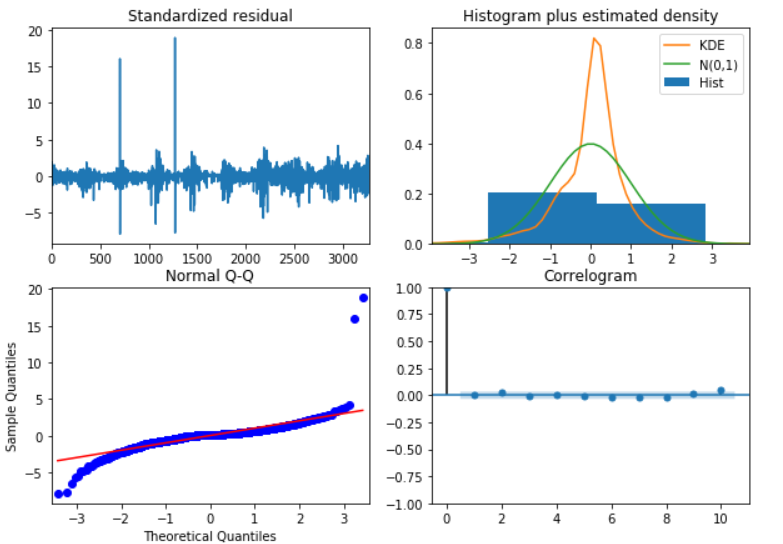 Standardized residual
20
15
10
5
0
−5
0 500 1000 1500 2000 2500 3000
Histogram plus estimated density
0.8
0.6
0.4
0.2
0.0
KDE
N(0,1)
Hist
−3 −2 −1 0 1 2 3
Normal Q-Q
Sample Quantiles
20
15
10
5
0
−5
−3 −2 −1 0 1 2 3
Theoretical Quantiles
Correlogram
1.00
0.75
0.50
0.25
0.00
−0.25
−0.50
−0.75
−1.00
0 2 4 6 8 10